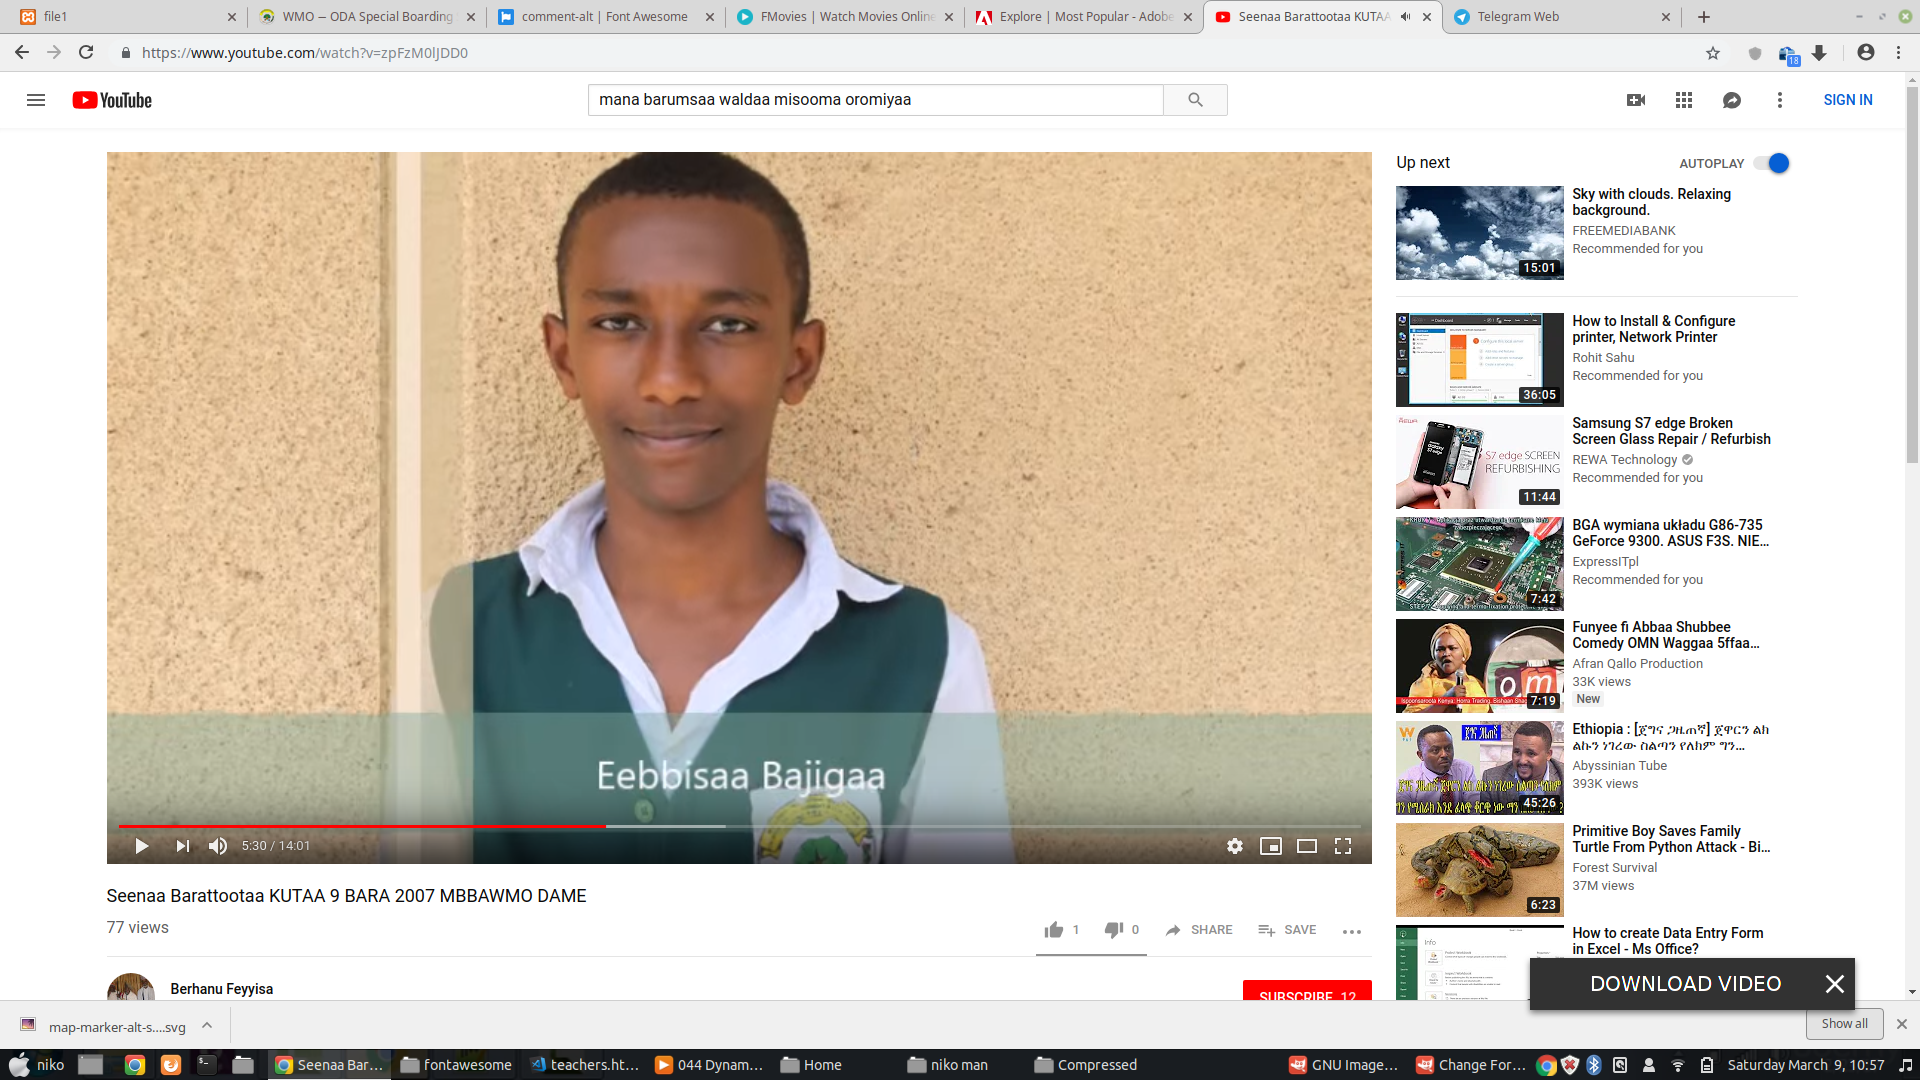 file1
WMO — ODA Special Boarding
comment-alt | Font Awesome
FMovies | Watch Movies Online
Explore | Most Popular - Adobe
Seenaa Barattootaa KUTAA
Telegram Web
https://www.youtube.com/watch?v=zpFzM0lJDD0
18
YouTube
mana barumsaa waldaa misooma oromiyaa
SIGN IN
Eebbisaa Bajigaa
5:30 / 14:01
Seenaa Barattootaa KUTAA 9 BARA 2007 MBBAWMO DAME
77 views
1
0
SHARE
SAVE
Berhanu Feyyisa
SUBSCRIBE 12
Up next
AUTOPLAY
Sky with clouds. Relaxing
background.
FREEMEDIABANK
Recommended for you
15:01
How to Install & Configure
printer, Network Printer
Rohit Sahu
Recommended for you
36:05
Samsung S7 edge Broken
Screen Glass Repair / Refurbish
REWA Technology
Recommended for you
S7 edge SCREEN
REFURBISHING
11:44
BGA wymiana układu G86-735
GeForce 9300. ASUS F3S. NIE...
ExpressITpl
Recommended for you
7:42
Funyee fi Abbaa Shubbee
Comedy OMN Waggaa 5ffaa...
Afran Qallo Production
33K views
New
7:19
Ethiopia : [ጀግና ጋዜጠኛ] ጀዋርን ልክ
ልኩን ነገረው ስልጣን የለከም ግን...
Abyssinian Tube
393K views
45:26
Primitive Boy Saves Family
Turtle From Python Attack - Bi...
Forest Survival
37M views
6:23
How to create Data Entry Form
in Excel - Ms Office?
DOWNLOAD VIDEO
map-marker-alt-s....svg
Show all
niko
Seenaa Bar...
fontawesome
teachers.ht...
044 Dynam...
Home
niko man
Compressed
GNU Image...
Change For...
Saturday March 9, 10:57